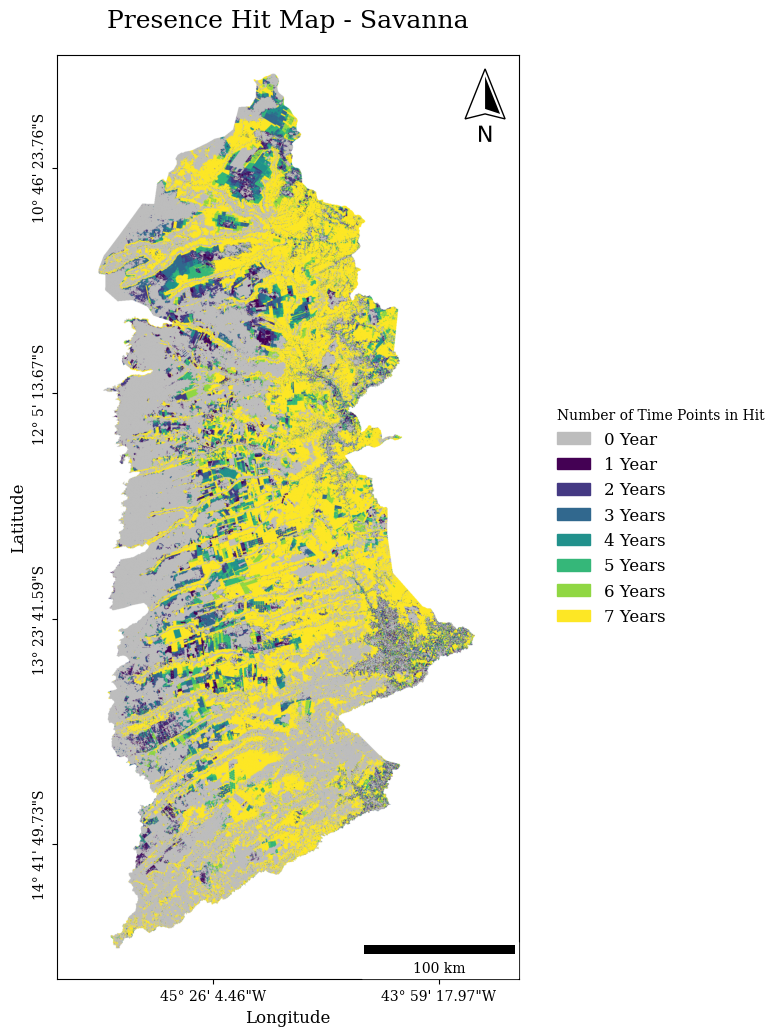 Presence Hit Map - Savanna
N
10° 46' 23.76"S
12° 5' 13.67"S
13° 23' 41.59"S
14° 41' 49.73"S
Latitude
Number of Time Points in Hit
0 Year
1 Year
2 Years
3 Years
4 Years
5 Years
6 Years
7 Years
100 km
45° 26' 4.46"W
43° 59' 17.97"W
Longitude